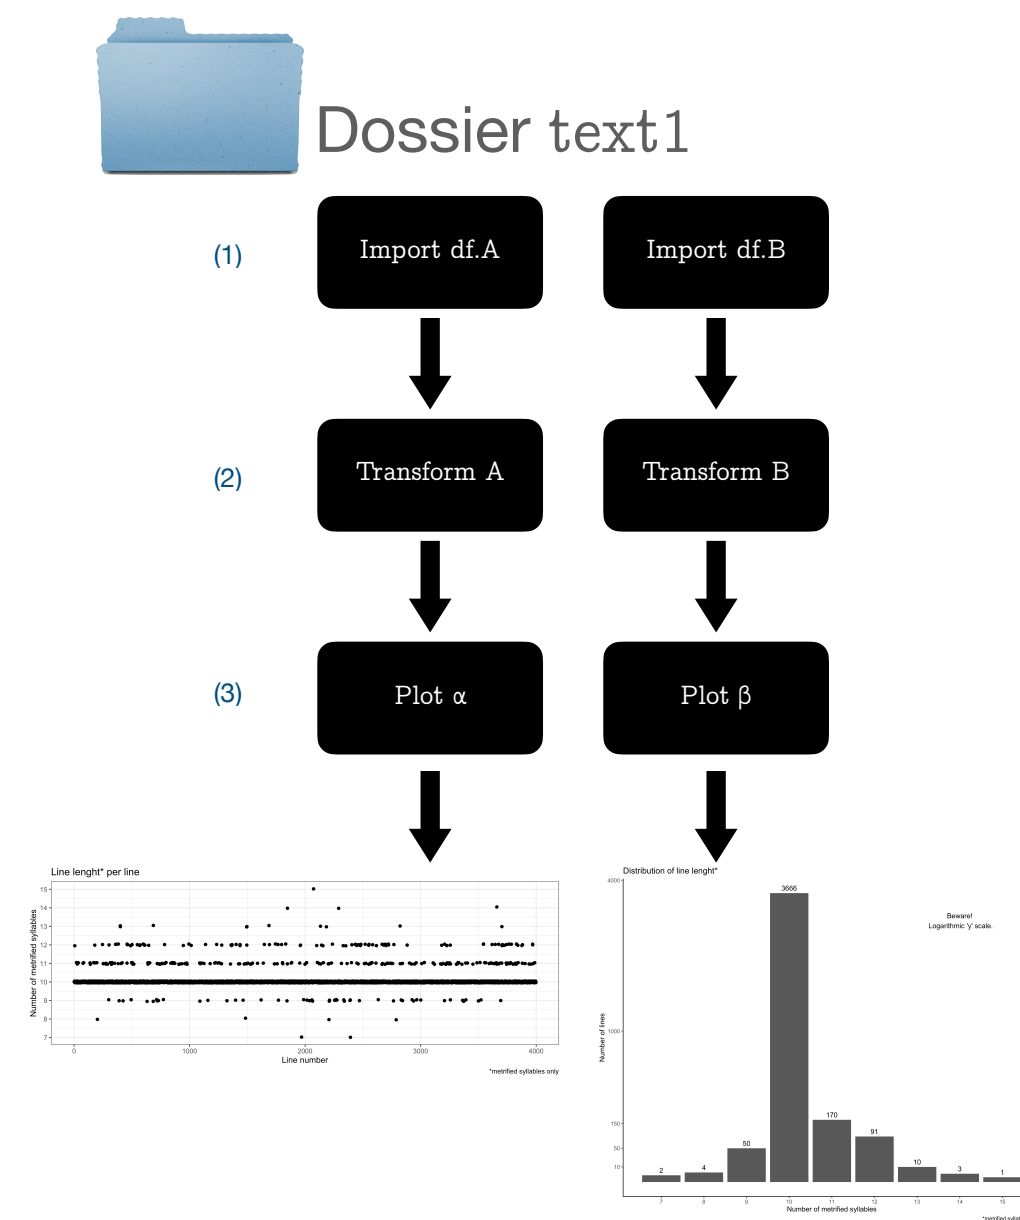 Dossier text1
(1)
Import df.A
Import df.B
(2)
Transform A
Transform B
(3)
Plot α
Plot β
Line lenght* per line
Number of metrified syllables
15
14
13
12
11
10
9
8
7
0
1000
2000
3000
4000
Line number
*metrified syllables only
Distribution of line lenght*
Beware!
Logarithmic 'y' scale.
Number of lines
4000
1000
150
50
10
2
4
50
3666
170
91
10
3
1
7
8
9
10
11
12
13
14
15
Number of metrified syllables
*metrified syllab